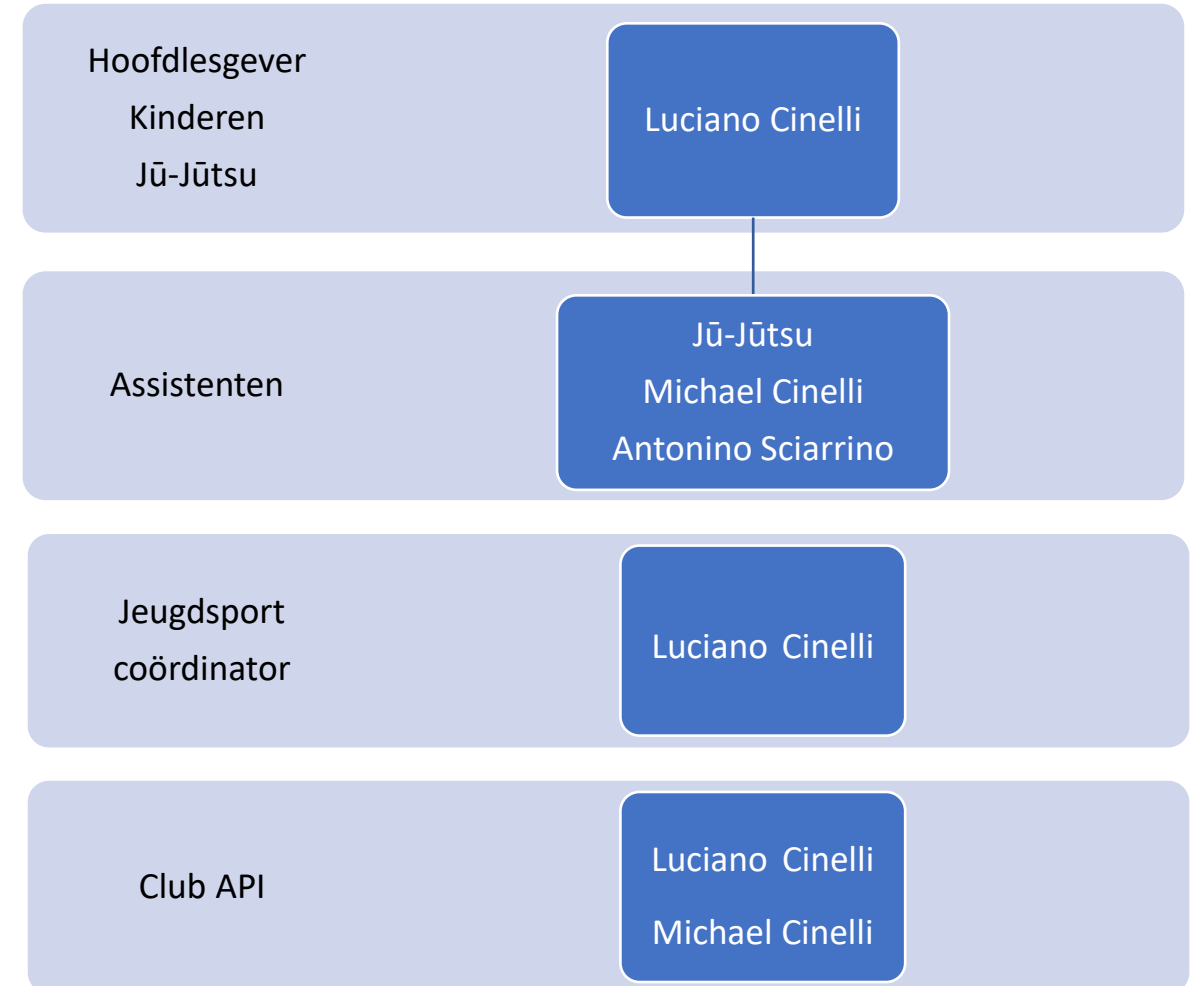 Hoofdlesgever
Kinderen
Jū-Jūtsu
Luciano Cinelli
Assistenten
Jū-Jūtsu
Michael Cinelli
Antonino Sciarrino
Jeugdsport
coördinator
Luciano Cinelli
Club API
Luciano Cinelli
Michael Cinelli